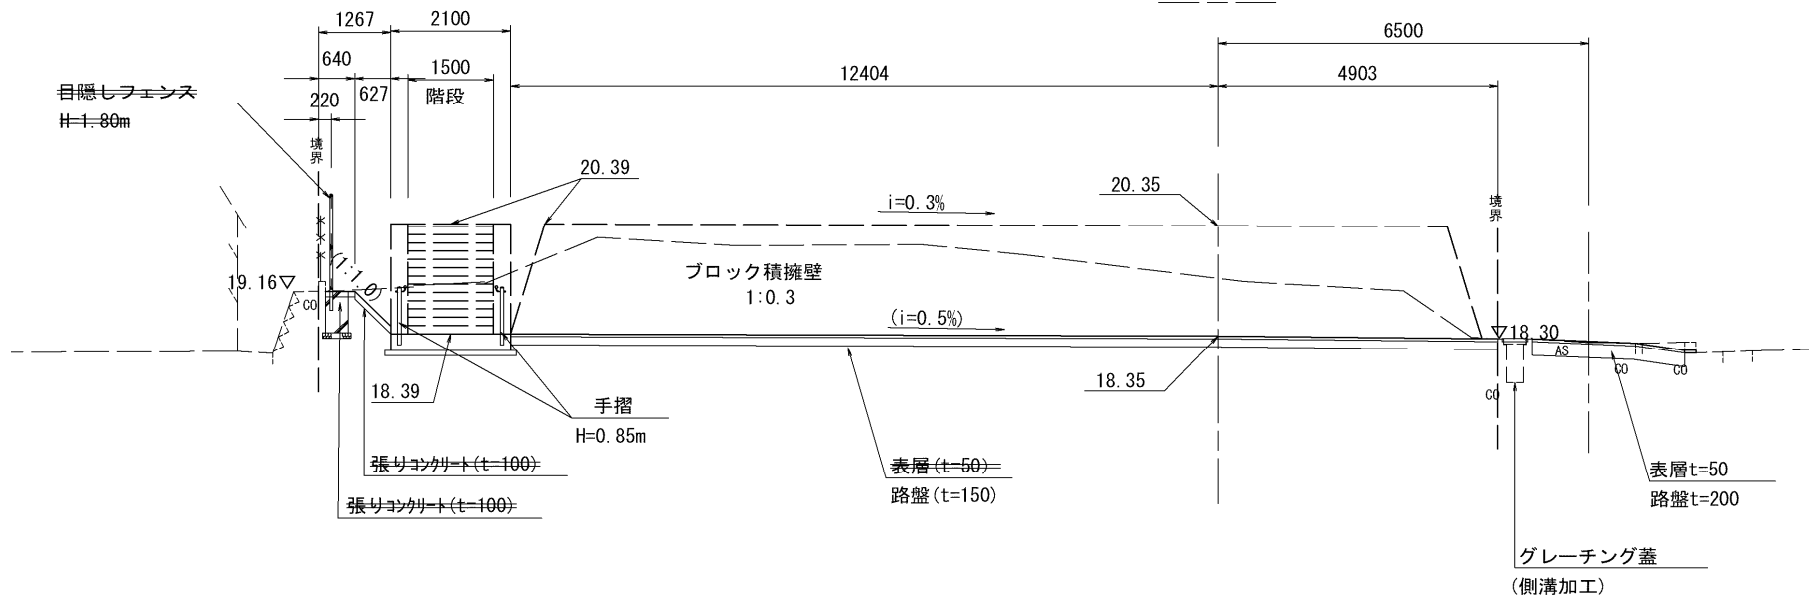 1267
2100
6500
640
1500
12404
4903
627
階段
目隠しフェンス
H=1.80m
220
境界
20.39
20.35
i=0.3%
境界
(1:1.0)
19.16
ブロック積擁壁
1:0.3
CO
(i=0.5%)
18.30
AS
CO
CO
18.39
18.35
CO
手摺
H=0.85m
張りコンクリート(t=100)
表層(t=50)
路盤(t=150)
表層t=50
路盤t=200
張りコンクリート(t=100)
グレーチング蓋
(側溝加工)